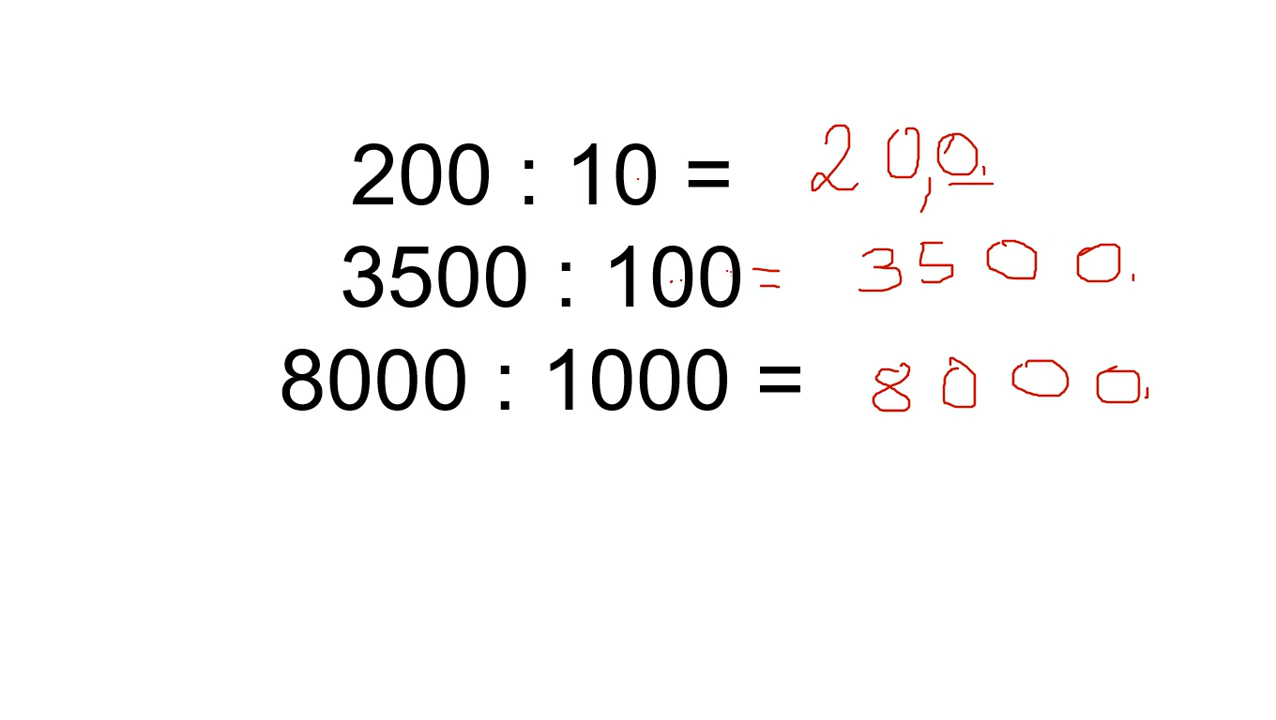 200 : 10 = 20,0.
3500 : 100 = 3500.
8000 : 1000 = 8000.